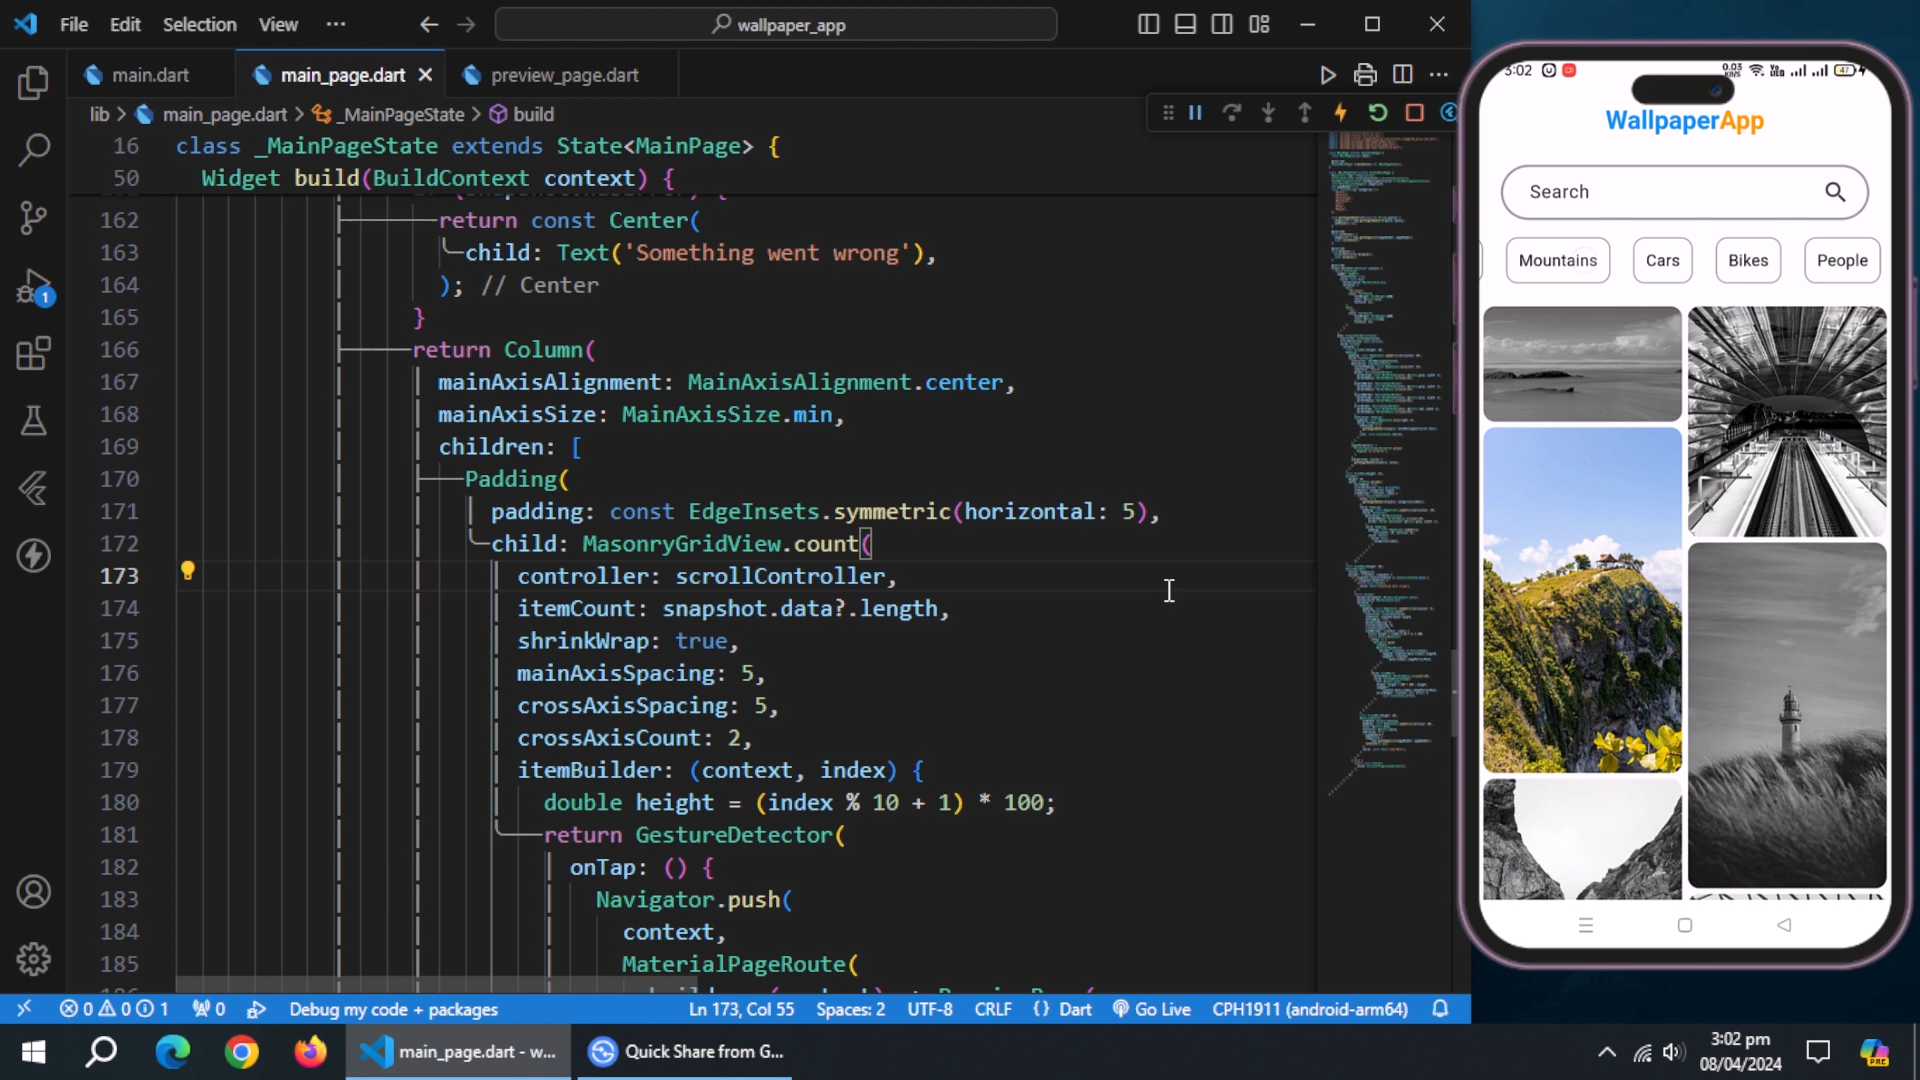 File Edit Selection View ···
wallpaper_app
main.dart main_page.dart preview_page.dart
lib > main_page.dart > _MainPageState > build
16 class _MainPageState extends State<MainPage> {
50 Widget build(BuildContext context) {
162 return const Center(
163 child: Text('Something went wrong'),
164 ); // Center
165 }
166 return Column(
167 mainAxisAlignment: MainAxisAlignment.center,
168 mainAxisSize: MainAxisSize.min,
169 children: [
170 Padding(
171 padding: const EdgeInsets.symmetric(horizontal: 5),
172 child: MasonryGridView.count(
173 controller: scrollController,
174 itemCount: snapshot.data?.length,
175 shrinkWrap: true,
176 mainAxisSpacing: 5,
177 crossAxisSpacing: 5,
178 crossAxisCount: 2,
179 itemBuilder: (context, index) {
180 double height = (index % 10 + 1) * 100;
181 return GestureDetector(
182 onTap: () {
183 Navigator.push(
184 context,
185 MaterialPageRoute(
1
0 0 1 0 Debug my code + packages Ln 173, Col 55 Spaces: 2 UTF-8 CRLF {} Dart Go Live CPH1911 (android-arm64)
main_page.dart - w... Quick Share from G...
3:02 pm
08/04/2024
PRE
3:02 0.03 47
WallpaperApp
Search
Mountains Cars Bikes People